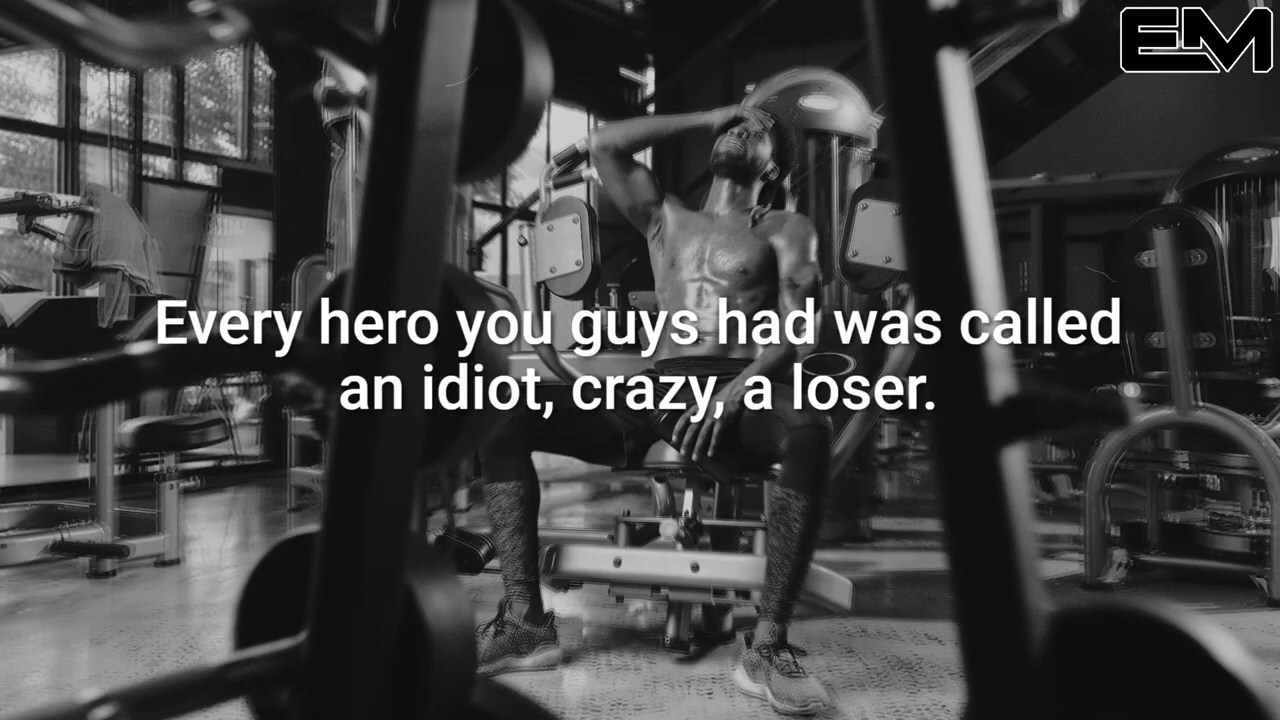 EM
Every hero you guys had was called
an idiot, crazy, a loser.